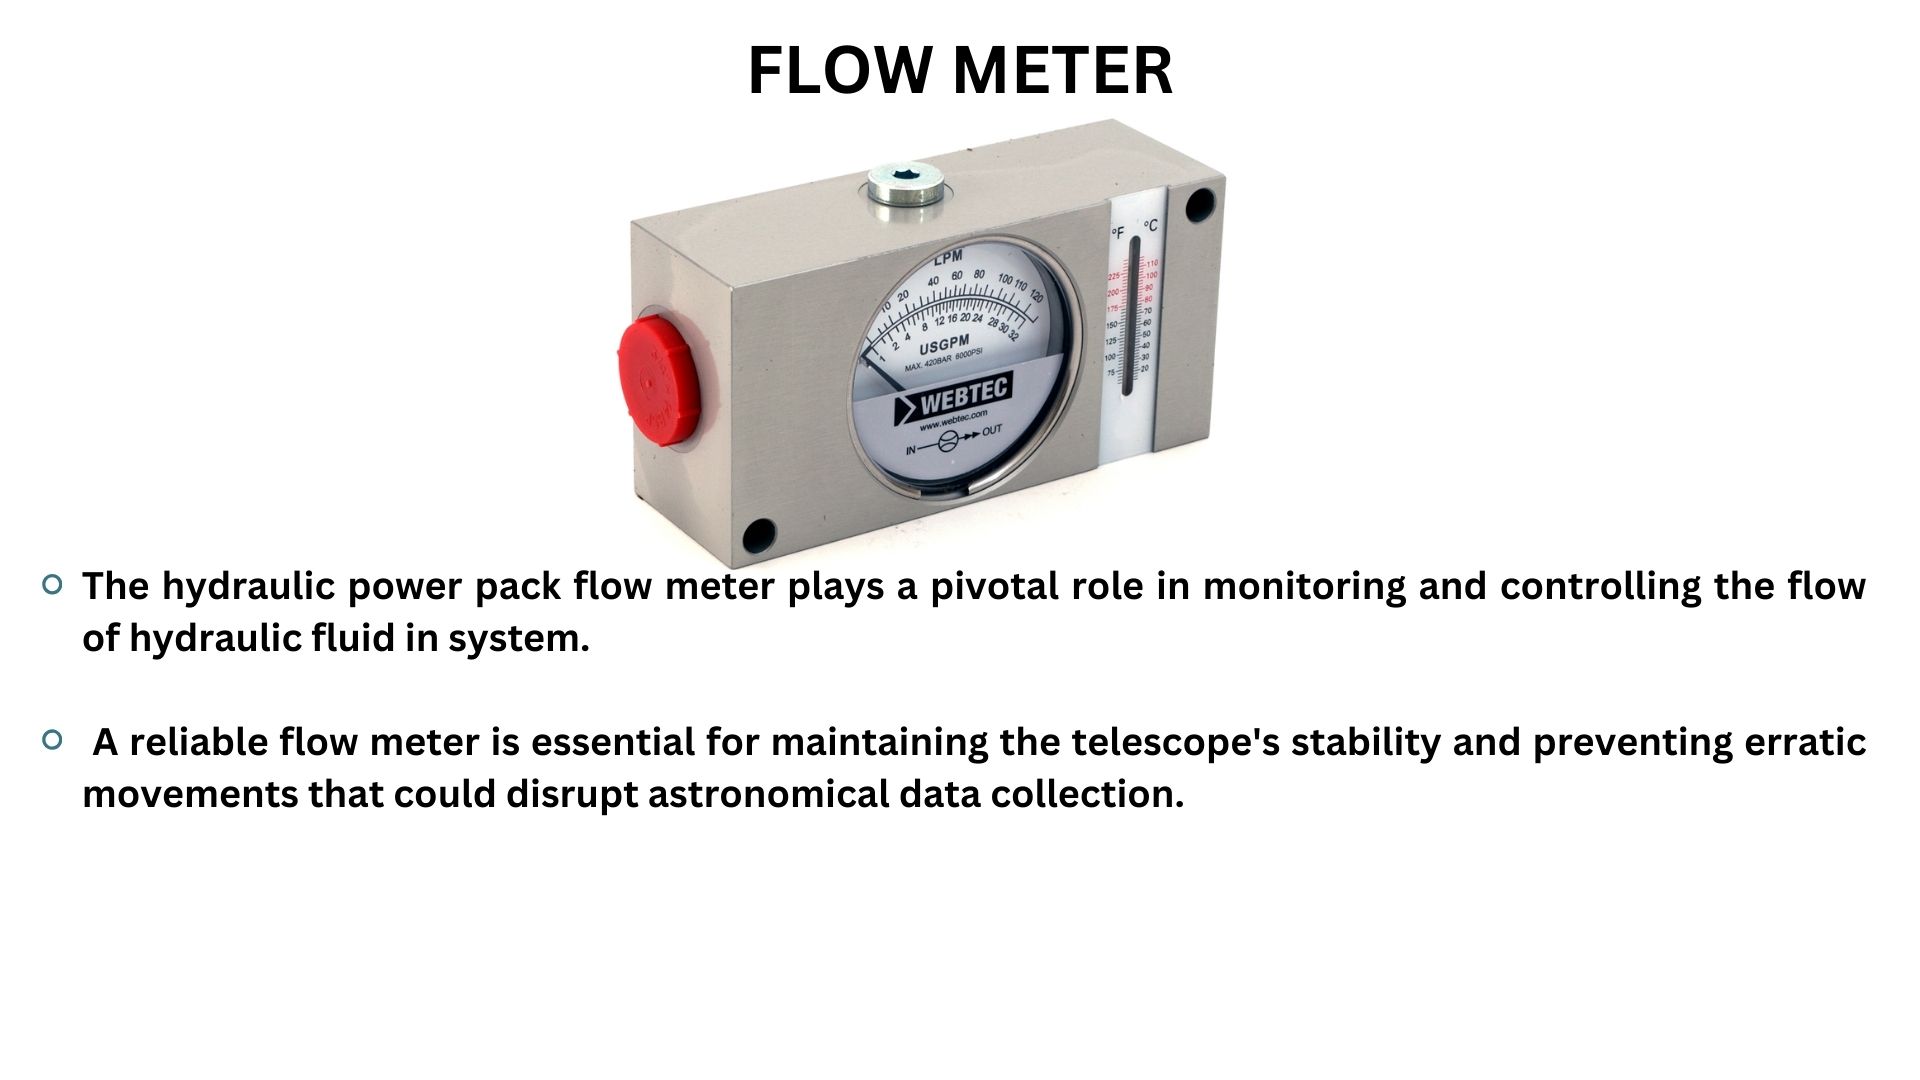 FLOW METER
°F °C
LPM
10 20 40 60 80 100 110 120
1 2 4 8 12 16 20 24 28 30 32
USGPM
MAX. 420BAR 6000PSI
WEBTEC
www.webtec.com
IN OUT
225 110
200 100
175 90
150 80
125 70
100 60
75 50
40
30
20
The hydraulic power pack flow meter plays a pivotal role in monitoring and controlling the flow
of hydraulic fluid in system.
A reliable flow meter is essential for maintaining the telescope's stability and preventing erratic
movements that could disrupt astronomical data collection.